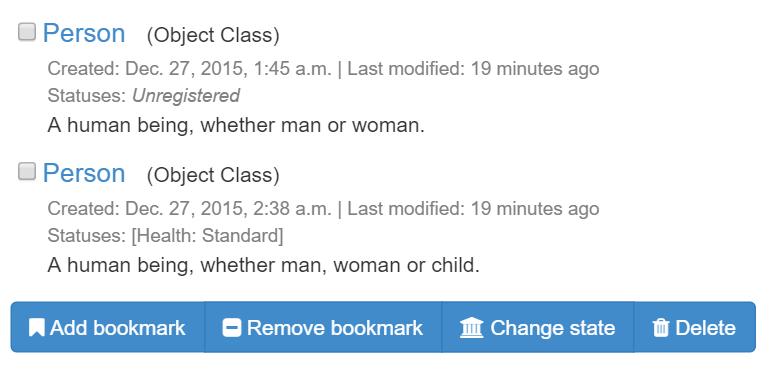 Person (Object Class)
Created: Dec. 27, 2015, 1:45 a.m. | Last modified: 19 minutes ago
Statuses: Unregistered
A human being, whether man or woman.
Person (Object Class)
Created: Dec. 27, 2015, 2:38 a.m. | Last modified: 19 minutes ago
Statuses: [Health: Standard]
A human being, whether man, woman or child.
Add bookmark Remove bookmark Change state Delete